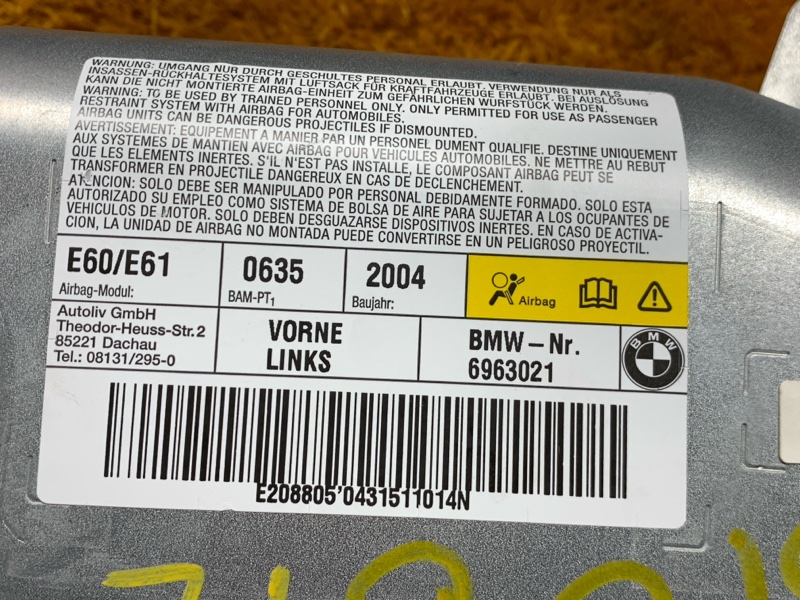 WARNUNG: UMGANG NUR DURCH GESCHULTES PERSONAL ERLAUBT. VERWENDUNG NUR ALS
INSASSEN-RÜCKHALTESYSTEM MIT LUFTSACK FÜR KRAFTFAHRZEUGE ERLAUBT. BEI AUSLÖSUNG
KANN DIE NICHT MONTIERTE AIRBAG-EINHEIT ZUM GEFÄHRLICHEN WURFSTÜCK WERDEN.
WARNING: TO BE USED BY TRAINED PERSONNEL ONLY. ONLY PERMITTED FOR USE AS PASSENGER
RESTRAINT SYSTEM WITH AIRBAG FOR AUTOMOBILES.
AIRBAG UNITS CAN BE DANGEROUS PROJECTILES IF DISMOUNTED.
AVERTISSEMENT: EQUIPEMENT A MANIER PAR UN PERSONEL DUMENT QUALIFIE. DESTINE UNIQUEMENT
AUX SYSTEMES DE MANTIEN AVEC AIRBAG POUR VEHICULES AUTOMOBILES. NE METTRE AU REBUT
QUE LES ELEMENTS INERTES. S'IL N'EST PAS INSTALLE, LE COMPOSANT AIRBAG PEUT SE
TRANSFORMER EN PROJECTILE DANGEREUX EN CAS DE DECLENCHEMENT.
ATENCION: SOLO DEBE SER MANIPULADO POR PERSONAL DEBIDAMENTE FORMADO. SOLO ESTA
AUTORIZADO SU EMPLEO COMO SISTEMA DE BOLSA DE AIRE PARA SUJETAR A LOS OCUPANTES DE
VEHICULOS DE MOTOR. SOLO DEBEN DESGUAZARSE DISPOSITIVOS INERTES. EN CASO DE ACTIVA-
CION, LA UNIDAD DE AIRBAG NO MONTADA PUEDE CONVERTIRSE EN UN PELIGROSO PROYECTIL.
E60/E61 0635 2004
Airbag-Modul: BAM-PT1 Baujahr: Airbag
Autoliv GmbH
Theodor-Heuss-Str.2
85221 Dachau
Tel.: 08131/295-0
VORNE
LINKS
BMW – Nr.
6963021
BMW
E208805'0431511014N